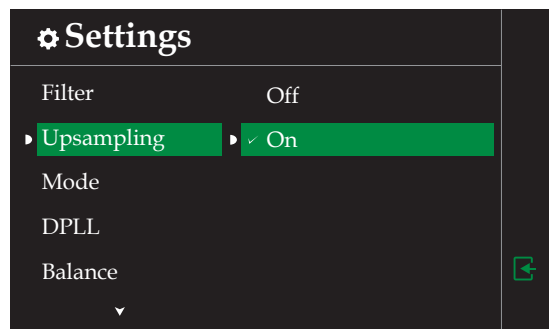 Settings
Filter
Off
Upsampling
On
Mode
DPLL
Balance